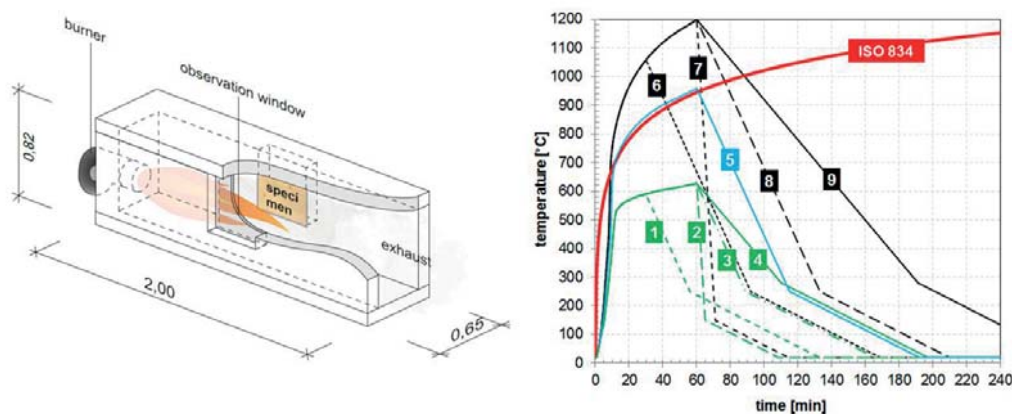 burner
observation window
0,82
speci
men
exhaust
2,00
0,65
temperature [°C]
1200
1100
1000
900
800
700
600
500
400
300
200
100
0
ISO 834
7
6
5
8
9
1
2
3
4
0 20 40 60 80 100 120 140 160 180 200 220 240
time [min]